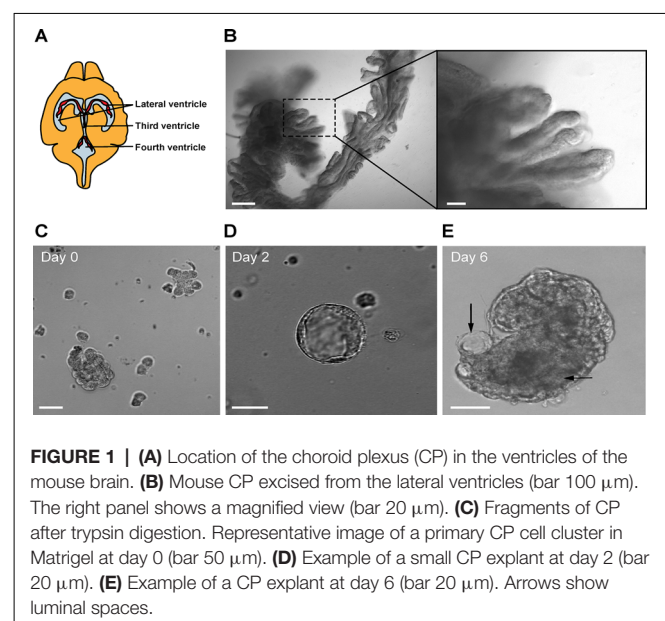 A
B
Lateral ventricle
Third ventricle
Fourth ventricle
C
D
E
Day 0
Day 2
Day 6
FIGURE 1 | (A) Location of the choroid plexus (CP) in the ventricles of the
mouse brain. (B) Mouse CP excised from the lateral ventricles (bar 100 μm).
The right panel shows a magnified view (bar 20 μm). (C) Fragments of CP
after trypsin digestion. Representative image of a primary CP cell cluster in
Matrigel at day 0 (bar 50 μm). (D) Example of a small CP explant at day 2 (bar
20 μm). (E) Example of a CP explant at day 6 (bar 20 μm). Arrows show
luminal spaces.